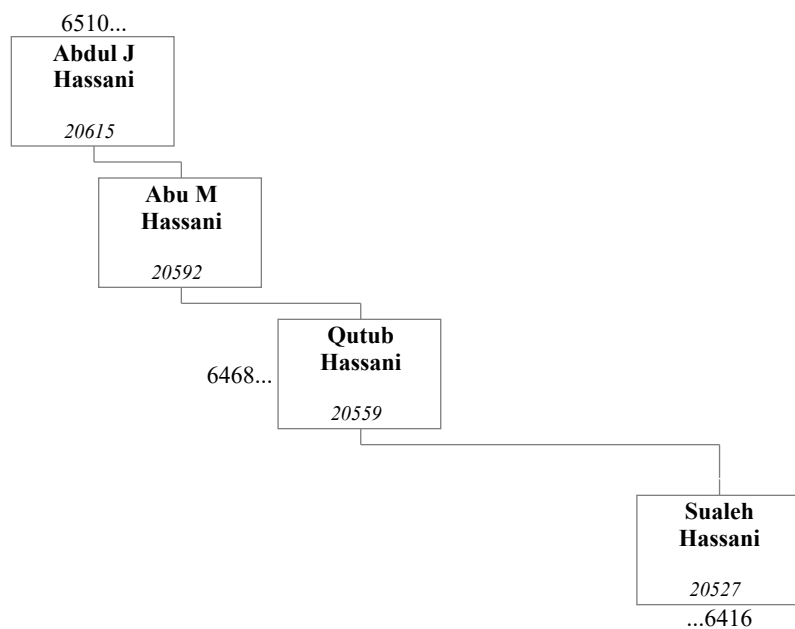 6510...
Abdul J
Hassani
20615
Abu M
Hassani
20592
Qutub
Hassani
6468...
20559
Sualeh
Hassani
20527
...6416